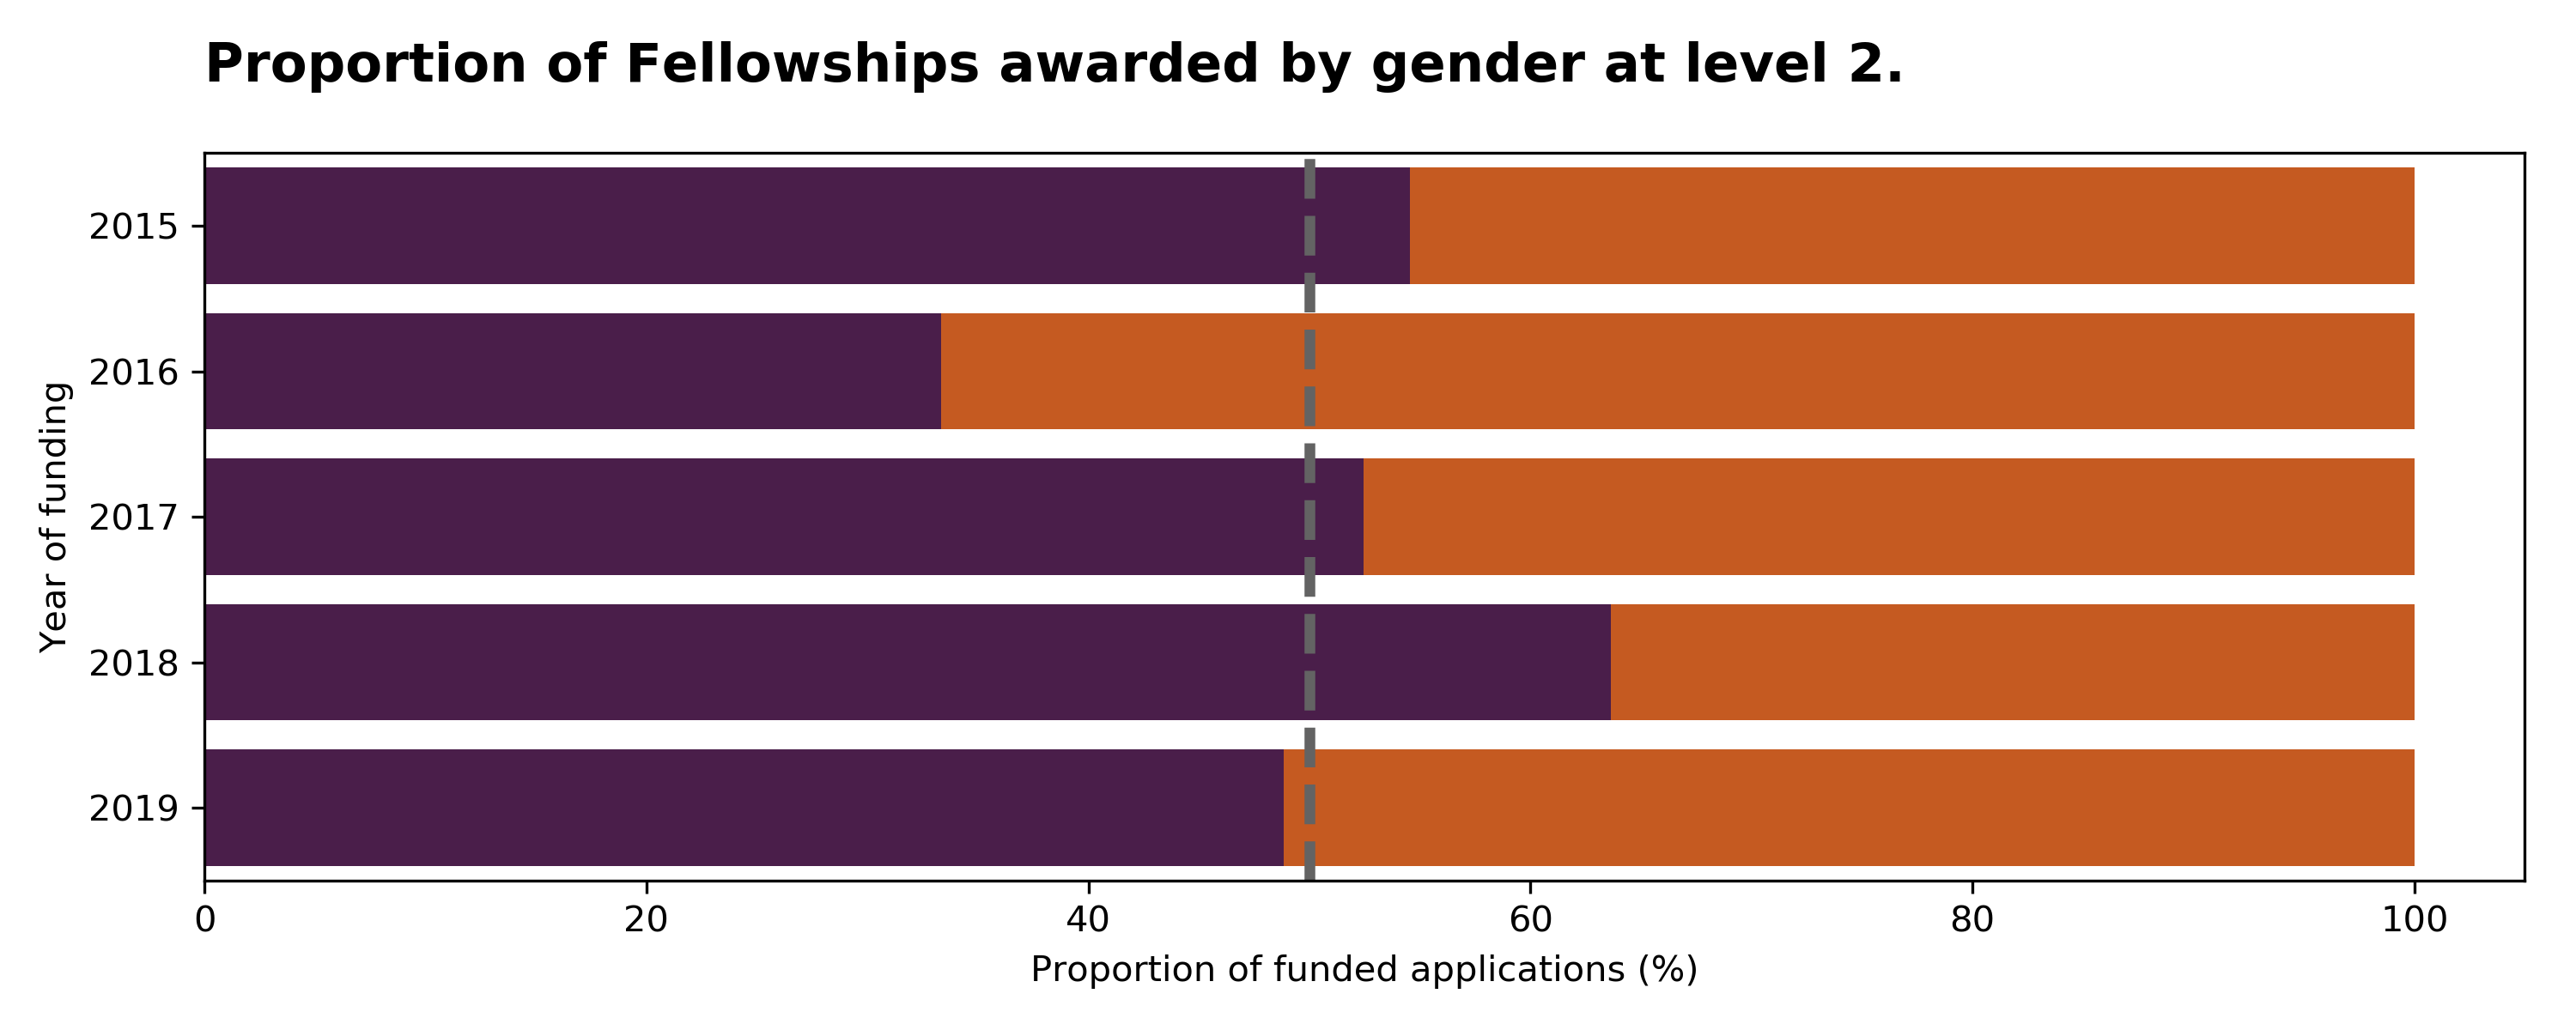 Proportion of Fellowships awarded by gender at level 2.
Year of funding
2015
2016
2017
2018
2019
0 20 40 60 80 100
Proportion of funded applications (%)